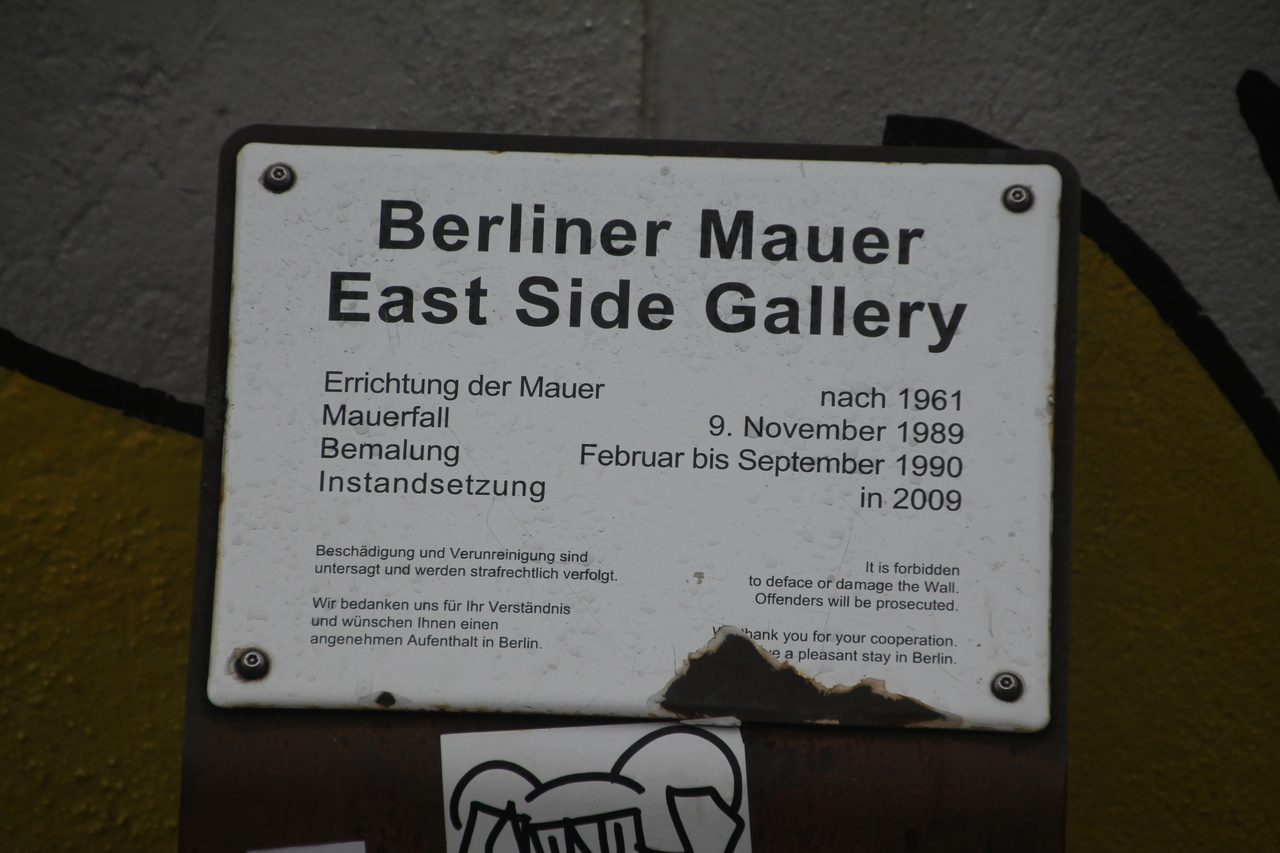 Berliner Mauer
East Side Gallery
Errichtung der Mauer nach 1961
Mauerfall 9. November 1989
Bemalung Februar bis September 1990
Instandsetzung in 2009
Beschädigung und Verunreinigung sind
untersagt und werden strafrechtlich verfolgt.
Wir bedanken uns für Ihr Verständnis
und wünschen Ihnen einen
angenehmen Aufenthalt in Berlin.
It is forbidden
to deface or damage the Wall.
Offenders will be prosecuted.
thank you for your cooperation.
a pleasant stay in Berlin.